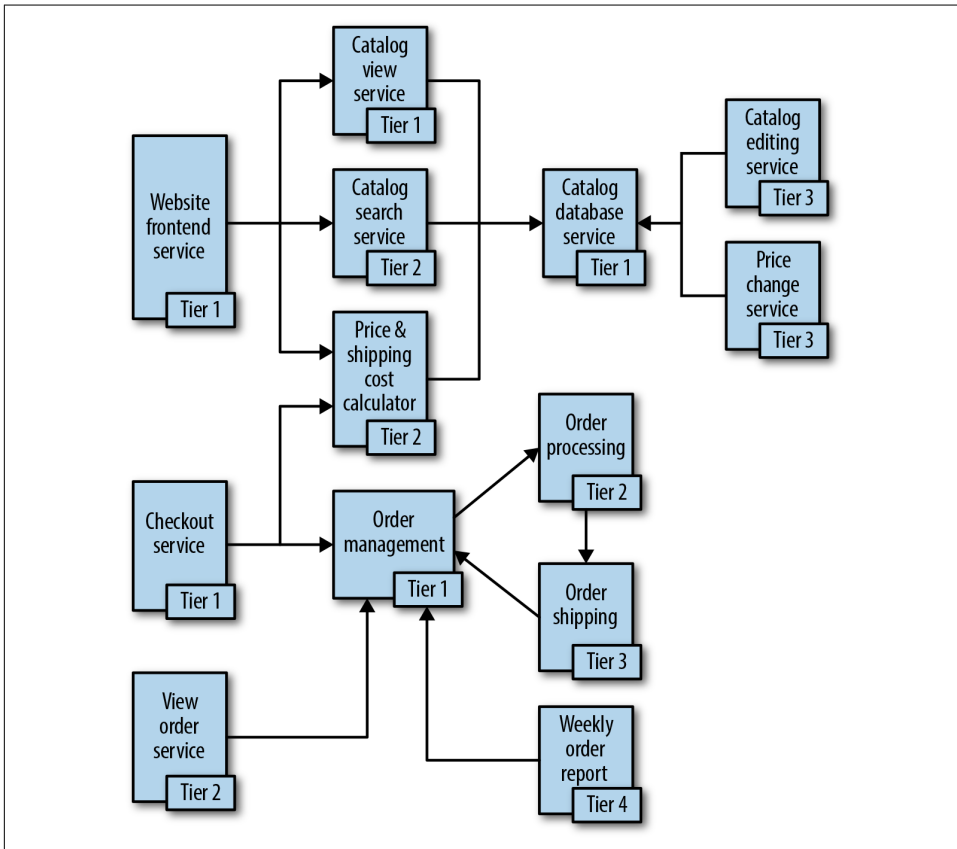 Catalog
view
service
Tier 1
Website
frontend
service
Tier 1
Catalog
search
service
Tier 2
Catalog
database
service
Tier 1
Catalog
editing
service
Tier 3
Price
change
service
Tier 3
Price &
shipping
cost
calculator
Tier 2
Order
processing
Tier 2
Checkout
service
Tier 1
Order
management
Tier 1
Order
shipping
Tier 3
View
order
service
Tier 2
Weekly
order
report
Tier 4